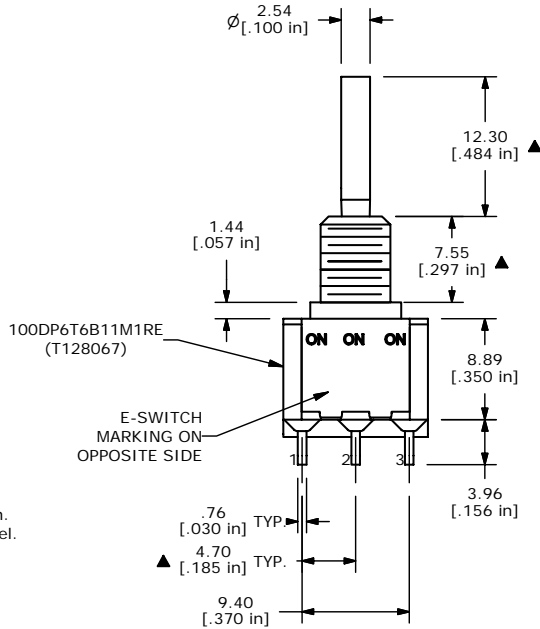 2.54
Ø[.100 in]
12.30
[.484 in] ▲
1.44
[.057 in]
7.55
[.297 in] ▲
100DP6T6B11M1RE
(T128067)
ON ON ON
8.89
[.350 in]
E-SWITCH
MARKING ON
OPPOSITE SIDE
1 2 3
3.96
[.156 in]
n.
el.
.76
[.030 in] TYP.
▲ 4.70
[.185 in] TYP.
9.40
[.370 in]